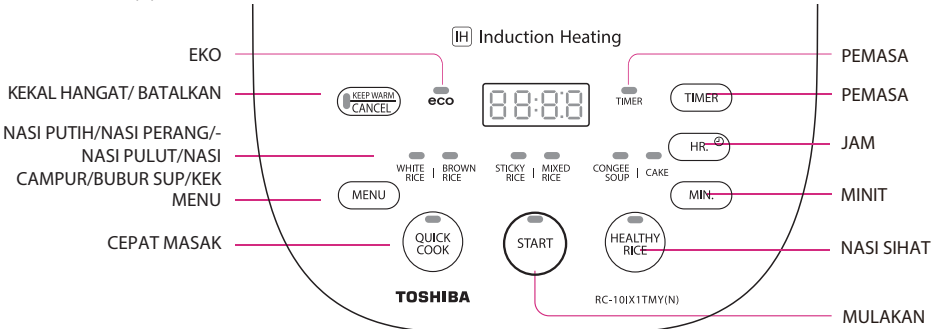 IH Induction Heating
EKO
KEKAL HANGAT/ BATALKAN
NASI PUTIH/NASI PERANG/-
NASI PULUT/NASI
CAMPUR/BUBUR SUP/KEK
MENU
CEPAT MASAK
KEEP WARM
CANCEL
eco
88:88
TIMER
TIMER
HR.
MIN.
WHITE RICE
BROWN RICE
STICKY RICE
MIXED RICE
CONGEE SOUP
CAKE
MENU
QUICK
COOK
START
HEALTHY
RICE
TOSHIBA
RC-10IX1TMY(N)
PEMASA
PEMASA
JAM
MINIT
NASI SIHAT
MULAKAN